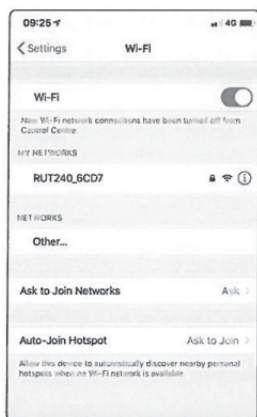 09:25
4G
Settings
Wi-Fi
Wi-Fi
New Wi-Fi network connections have been turned off from
Control Centre.
MY NETWORKS
RUT240_6CD7
NETWORKS
Other...
Ask to Join Networks
Ask
Auto-Join Hotspot
Ask to Join
Allow this device to automatically discover nearby personal
hotspots when no Wi-Fi network is available.